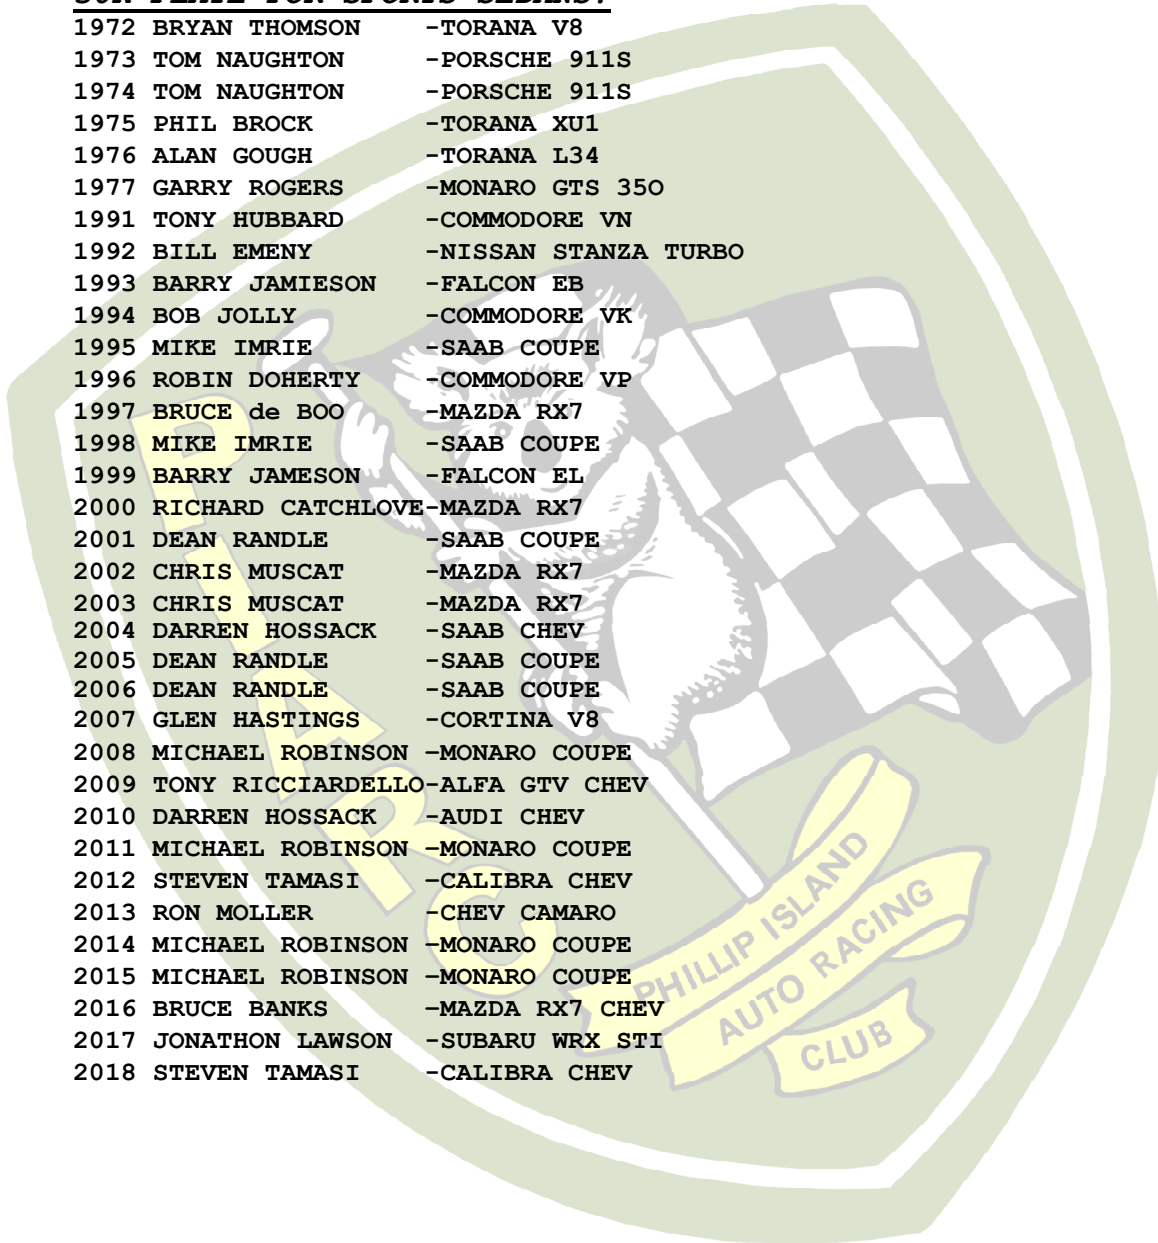 1972 BRYAN THOMSON -TORANA V8
1973 TOM NAUGHTON -PORSCHE 911S
1974 TOM NAUGHTON -PORSCHE 911S
1975 PHIL BROCK -TORANA XU1
1976 ALAN GOUGH -TORANA L34
1977 GARRY ROGERS -MONARO GTS 35O
1991 TONY HUBBARD -COMMODORE VN
1992 BILL EMENY -NISSAN STANZA TURBO
1993 BARRY JAMIESON -FALCON EB
1994 BOB JOLLY -COMMODORE VK
1995 MIKE IMRIE -SAAB COUPE
1996 ROBIN DOHERTY -COMMODORE VP
1997 BRUCE de BOO -MAZDA RX7
1998 MIKE IMRIE -SAAB COUPE
1999 BARRY JAMESON -FALCON EL
2000 RICHARD CATCHLOVE-MAZDA RX7
2001 DEAN RANDLE -SAAB COUPE
2002 CHRIS MUSCAT -MAZDA RX7
2003 CHRIS MUSCAT -MAZDA RX7
2004 DARREN HOSSACK -SAAB CHEV
2005 DEAN RANDLE -SAAB COUPE
2006 DEAN RANDLE -SAAB COUPE
2007 GLEN HASTINGS -CORTINA V8
2008 MICHAEL ROBINSON –MONARO COUPE
2009 TONY RICCIARDELLO-ALFA GTV CHEV
2010 DARREN HOSSACK -AUDI CHEV
2011 MICHAEL ROBINSON –MONARO COUPE
2012 STEVEN TAMASI –CALIBRA CHEV
2013 RON MOLLER -CHEV CAMARO
2014 MICHAEL ROBINSON –MONARO COUPE
2015 MICHAEL ROBINSON –MONARO COUPE
2016 BRUCE BANKS –MAZDA RX7 CHEV
2017 JONATHON LAWSON -SUBARU WRX STI
2018 STEVEN TAMASI -CALIBRA CHEV
PIARC
PHILLIP ISLAND
AUTO RACING
CLUB